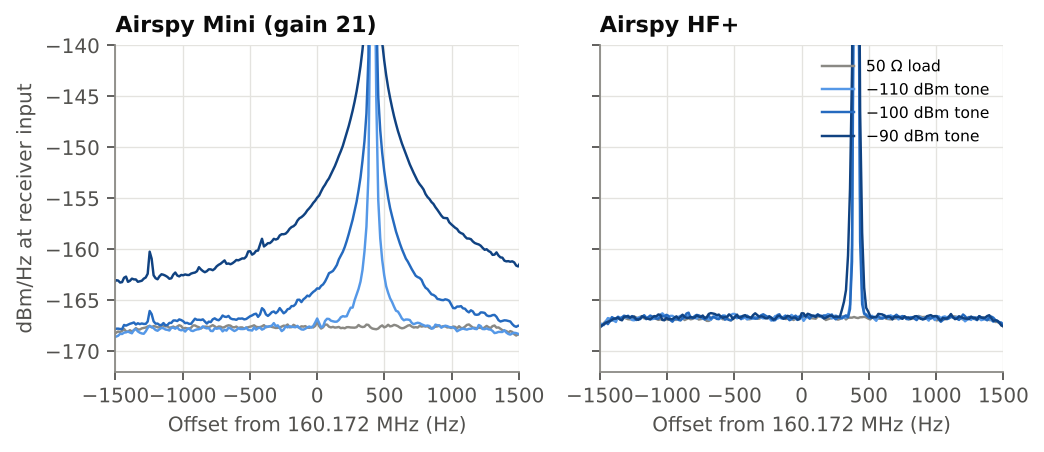 Airspy Mini (gain 21)
dBm/Hz at receiver input
−140
−145
−150
−155
−160
−165
−170
−1500
−1000
−500
0
500
1000
1500
Offset from 160.172 MHz (Hz)
Airspy HF+
50 Ω load
−110 dBm tone
−100 dBm tone
−90 dBm tone
−1500
−1000
−500
0
500
1000
1500
Offset from 160.172 MHz (Hz)